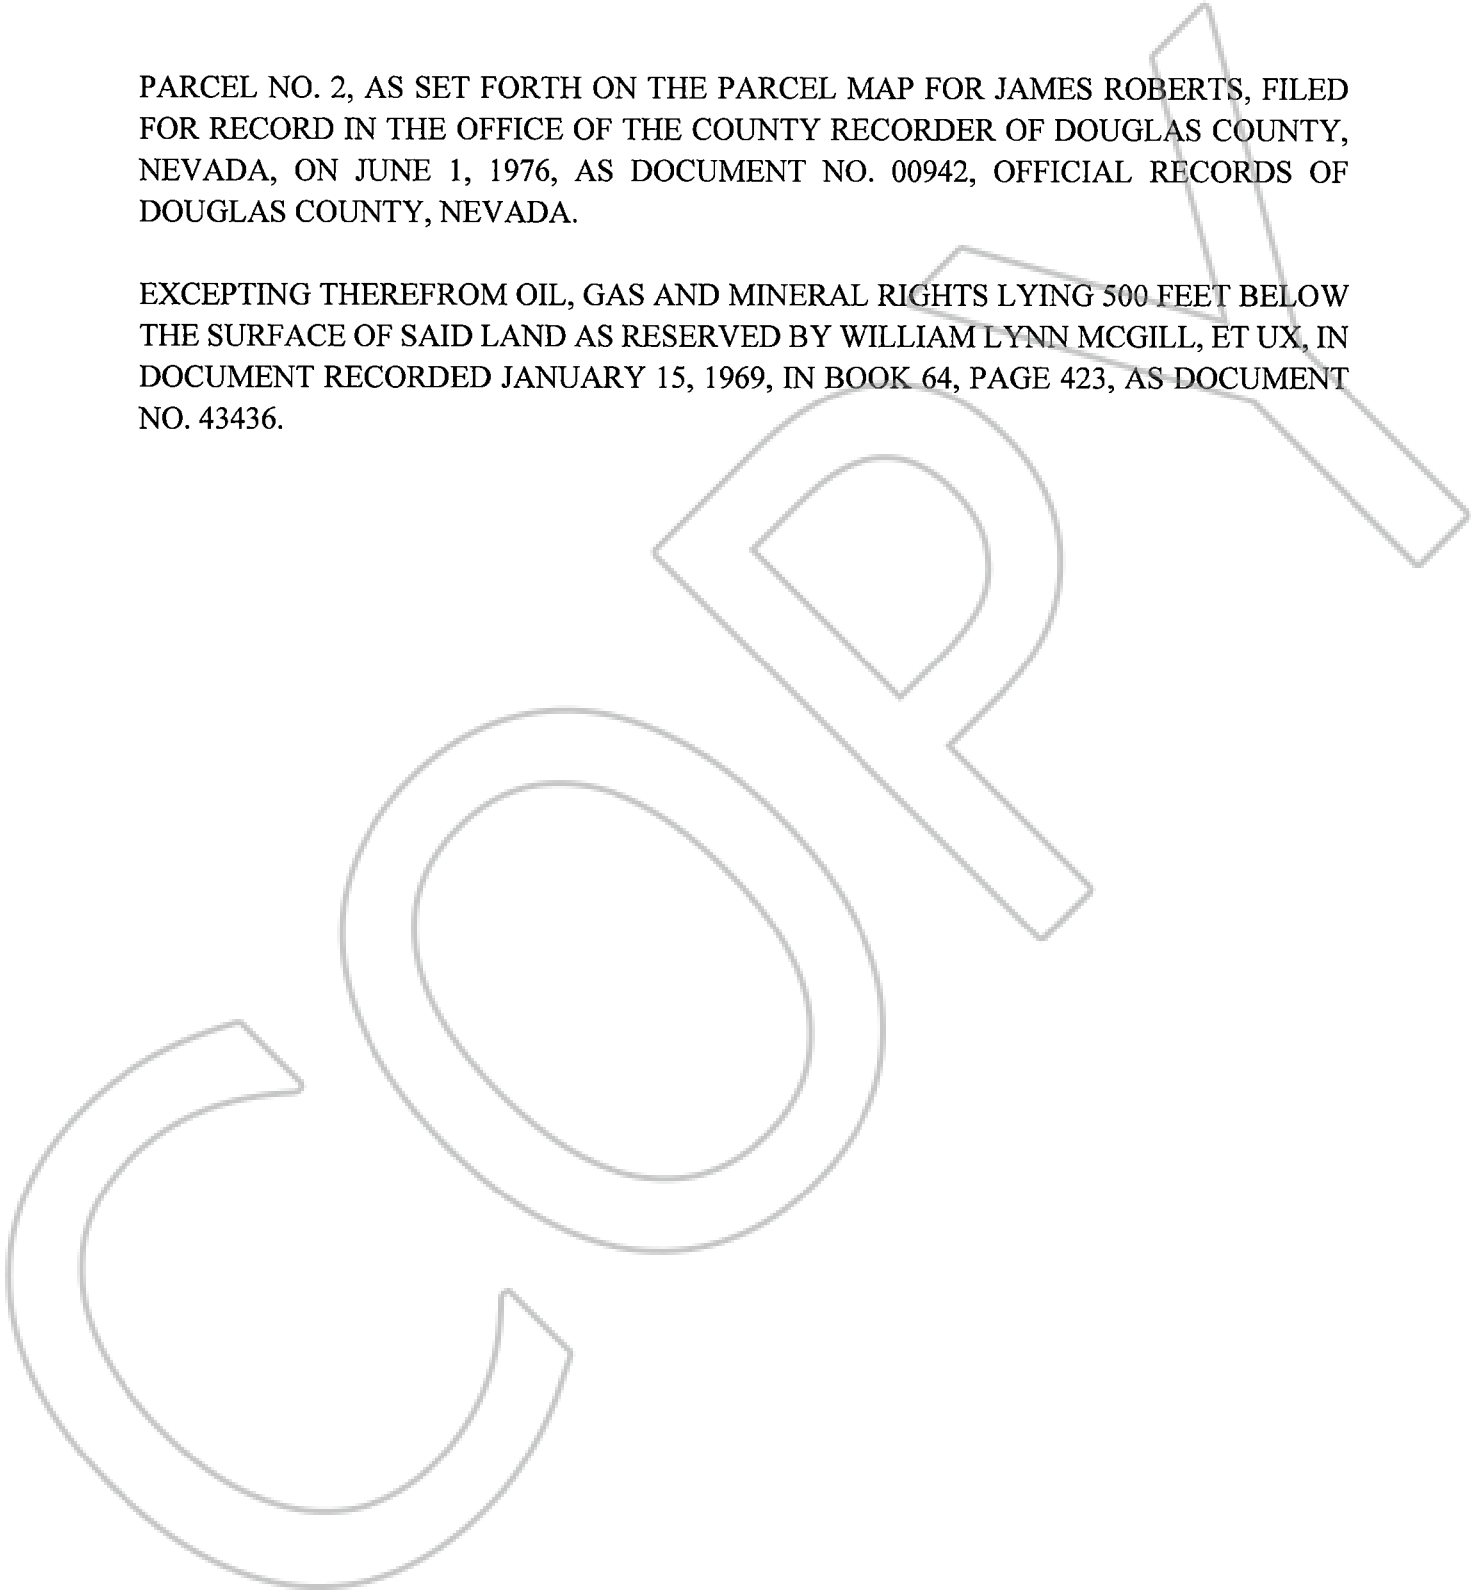 PARCEL NO. 2, AS SET FORTH ON THE PARCEL MAP FOR JAMES ROBERTS, FILED
FOR RECORD IN THE OFFICE OF THE COUNTY RECORDER OF DOUGLAS COUNTY,
NEVADA, ON JUNE 1, 1976, AS DOCUMENT NO. 00942, OFFICIAL RECORDS OF
DOUGLAS COUNTY, NEVADA.
EXCEPTING THEREFROM OIL, GAS AND MINERAL RIGHTS LYING 500 FEET BELOW
THE SURFACE OF SAID LAND AS RESERVED BY WILLIAM LYNN MCGILL, ET UX, IN
DOCUMENT RECORDED JANUARY 15, 1969, IN BOOK 64, PAGE 423, AS DOCUMENT
NO. 43436.
COPY